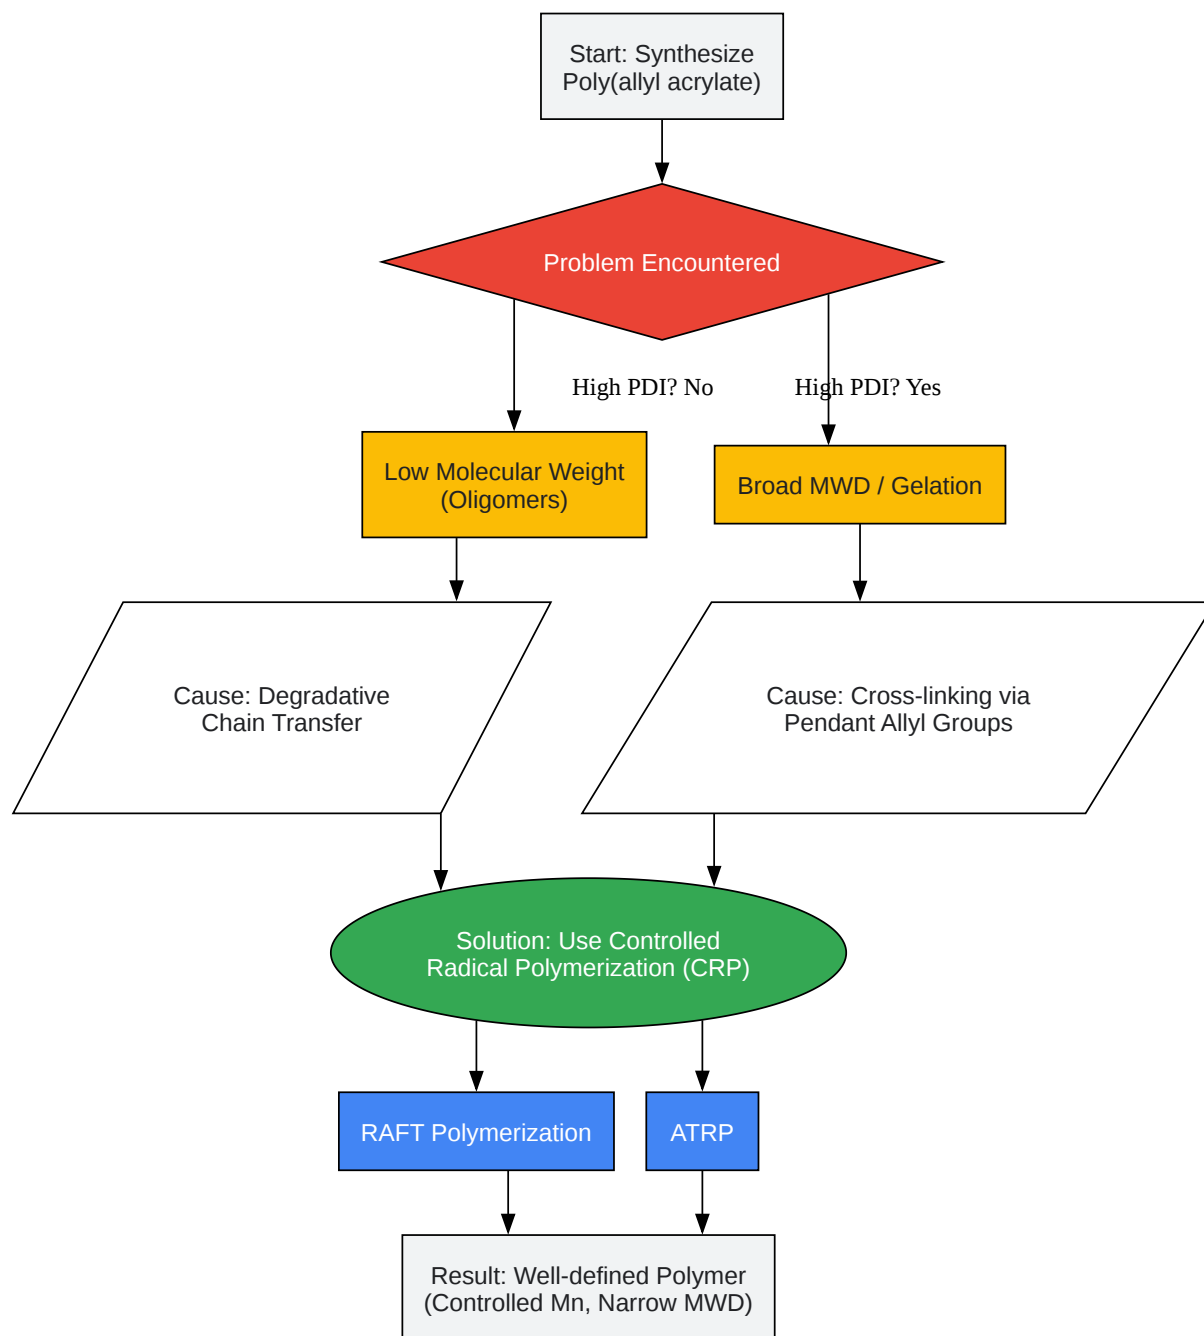 Start: Synthesize
Poly(allyl acrylate)
Problem Encountered
High PDI? No
High PDI? Yes
Low Molecular Weight
(Oligomers)
Broad MWD / Gelation
Cause: Degradative
Chain Transfer
Cause: Cross-linking via
Pendant Allyl Groups
Solution: Use Controlled
Radical Polymerization (CRP)
RAFT Polymerization
ATRP
Result: Well-defined Polymer
(Controlled Mn, Narrow MWD)